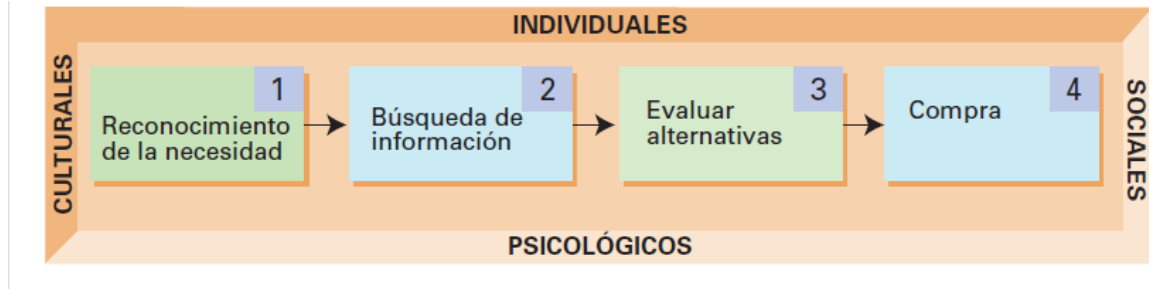 INDIVIDUALES
CULTURALES
1
Reconocimiento
de la necesidad
2
Búsqueda de
información
3
Evaluar
alternativas
4
Compra
SOCIALES
PSICOLÓGICOS